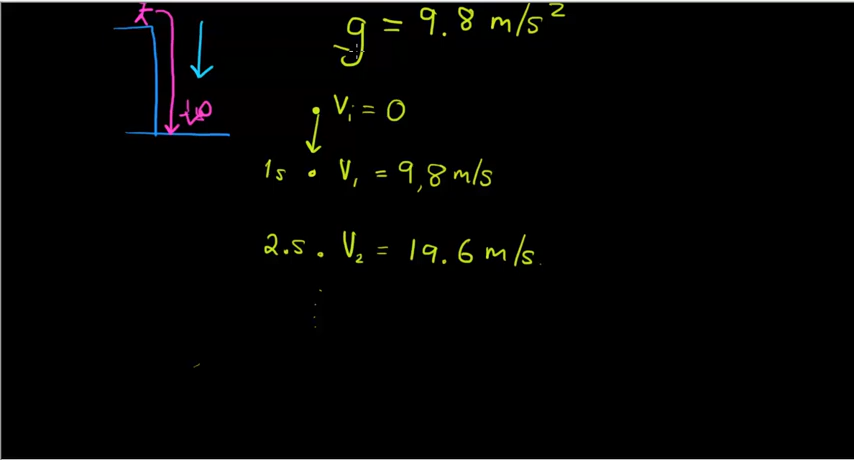 g = 9.8 m/s²
Vᵢ = 0
1s V₁ = 9,8 m/s
2.s. V₂ = 19.6 m/s.